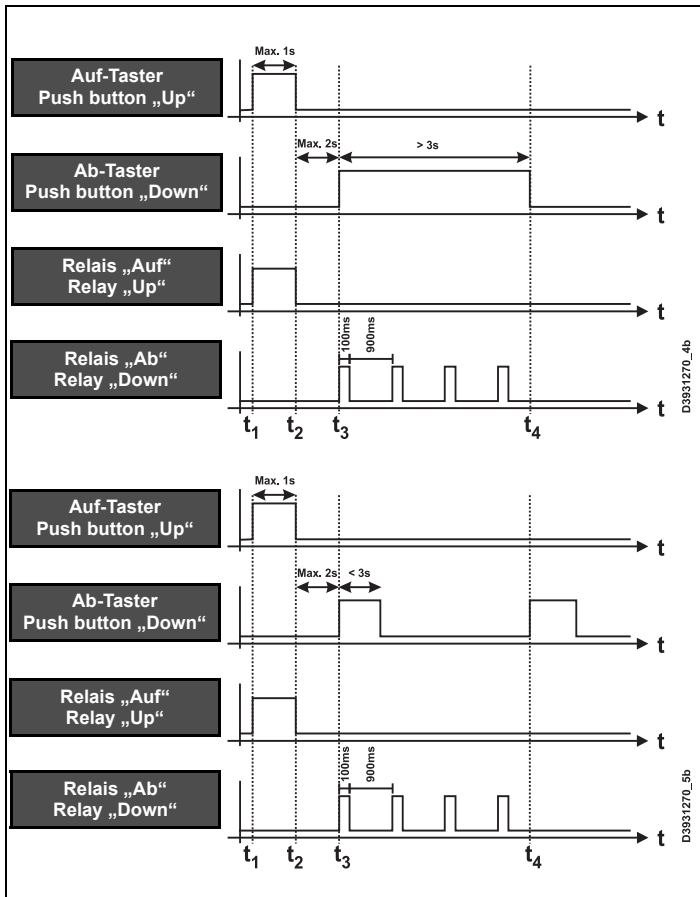 Max. 1s
Auf-Taster
Push button „Up“
t
Max. 2s
> 3s
Ab-Taster
Push button „Down“
t
Relais „Auf“
Relay „Up“
t
100ms
900ms
Relais „Ab“
Relay „Down“
t
t1 t2 t3 t4
D3931270_4b
Max. 1s
Auf-Taster
Push button „Up“
t
Max. 2s
< 3s
Ab-Taster
Push button „Down“
t
Relais „Auf“
Relay „Up“
t
100ms
900ms
Relais „Ab“
Relay „Down“
t
t1 t2 t3 t4
D3931270_5b